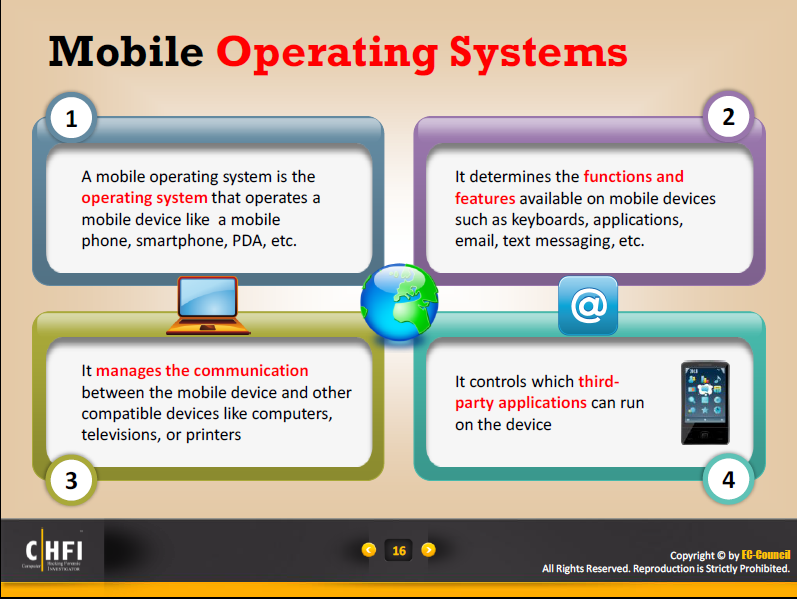 Mobile Operating Systems
1
A mobile operating system is the
operating system that operates a
mobile device like a mobile
phone, smartphone, PDA, etc.
2
It determines the functions and
features available on mobile devices
such as keyboards, applications,
email, text messaging, etc.
@
It manages the communication
between the mobile device and other
compatible devices like computers,
televisions, or printers
3
It controls which third-
party applications can run
on the device
4
CHFI
Computer Hacking Forensic
INVESTIGATOR
16
Copyright © by EC-Council
All Rights Reserved. Reproduction is Strictly Prohibited.